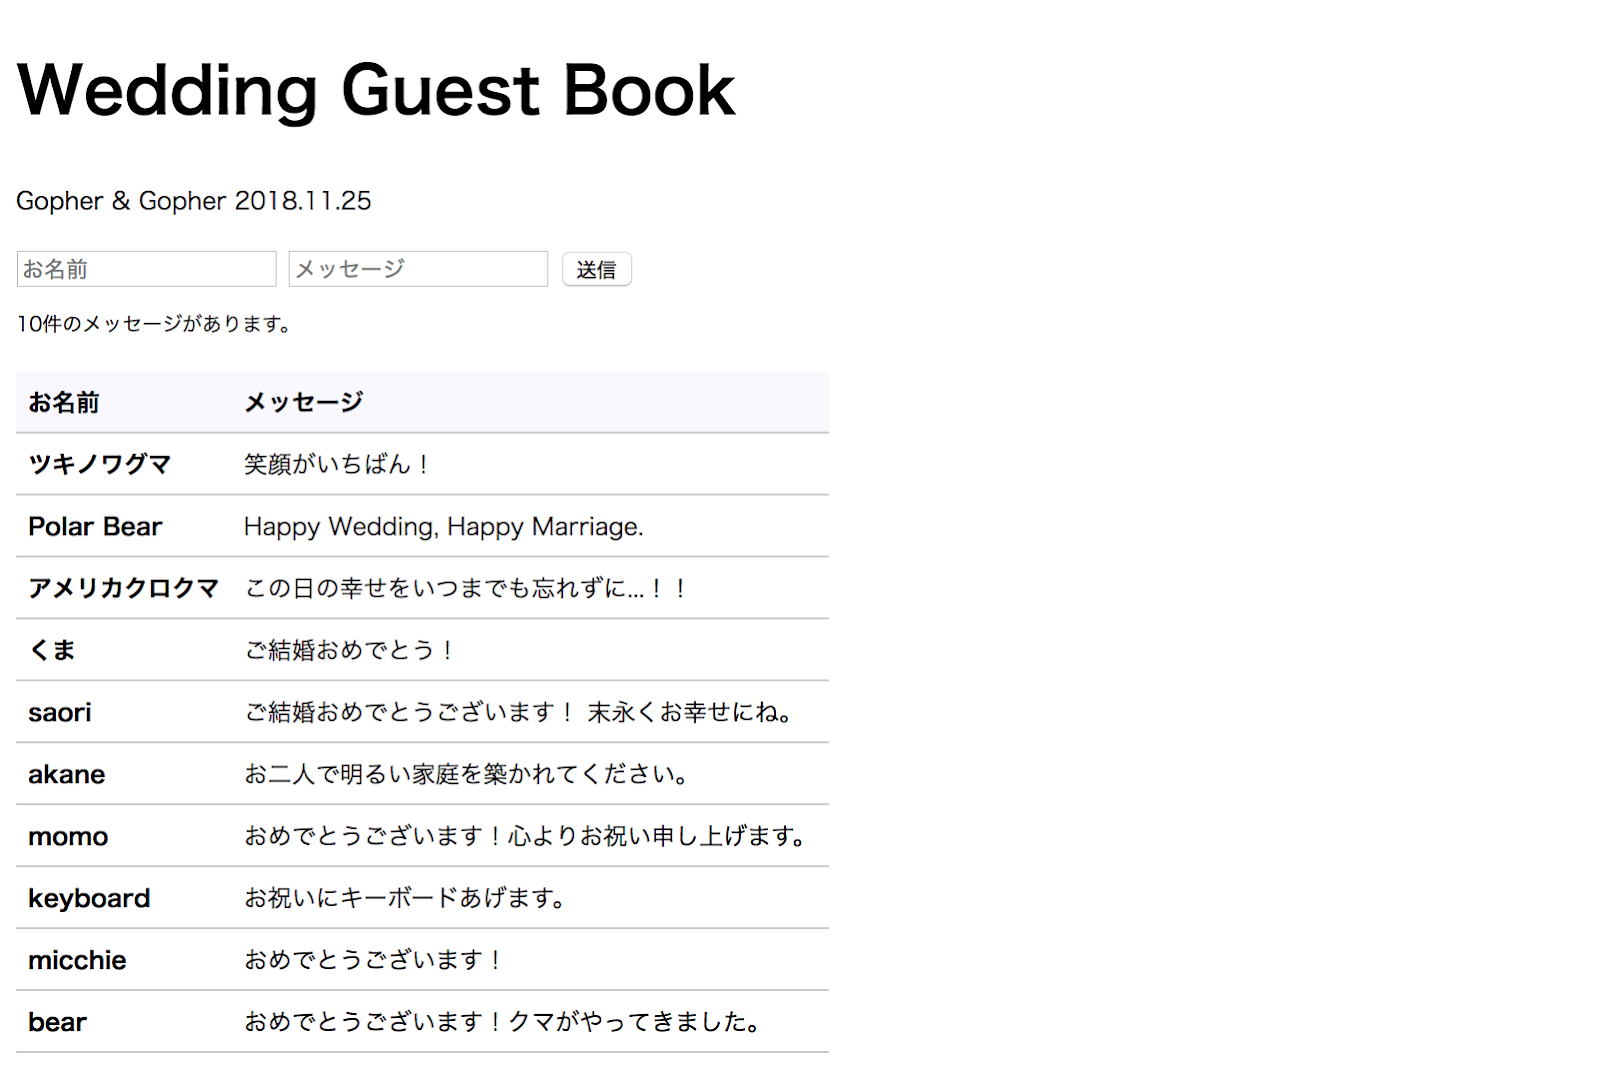 Wedding Guest Book
Gopher & Gopher 2018.11.25
お名前 メッセージ 送信
10件のメッセージがあります。
お名前 メッセージ
ツキノワグマ 笑顔がいちばん！
Polar Bear Happy Wedding, Happy Marriage.
アメリカクロクマ この日の幸せをいつまでも忘れずに...！！
くま ご結婚おめでとう！
saori ご結婚おめでとうございます！ 末永くお幸せにね。
akane お二人で明るい家庭を築かれてください。
momo おめでとうございます！心よりお祝い申し上げます。
keyboard お祝いにキーボードあげます。
micchie おめでとうございます！
bear おめでとうございます！クマがやってきました。